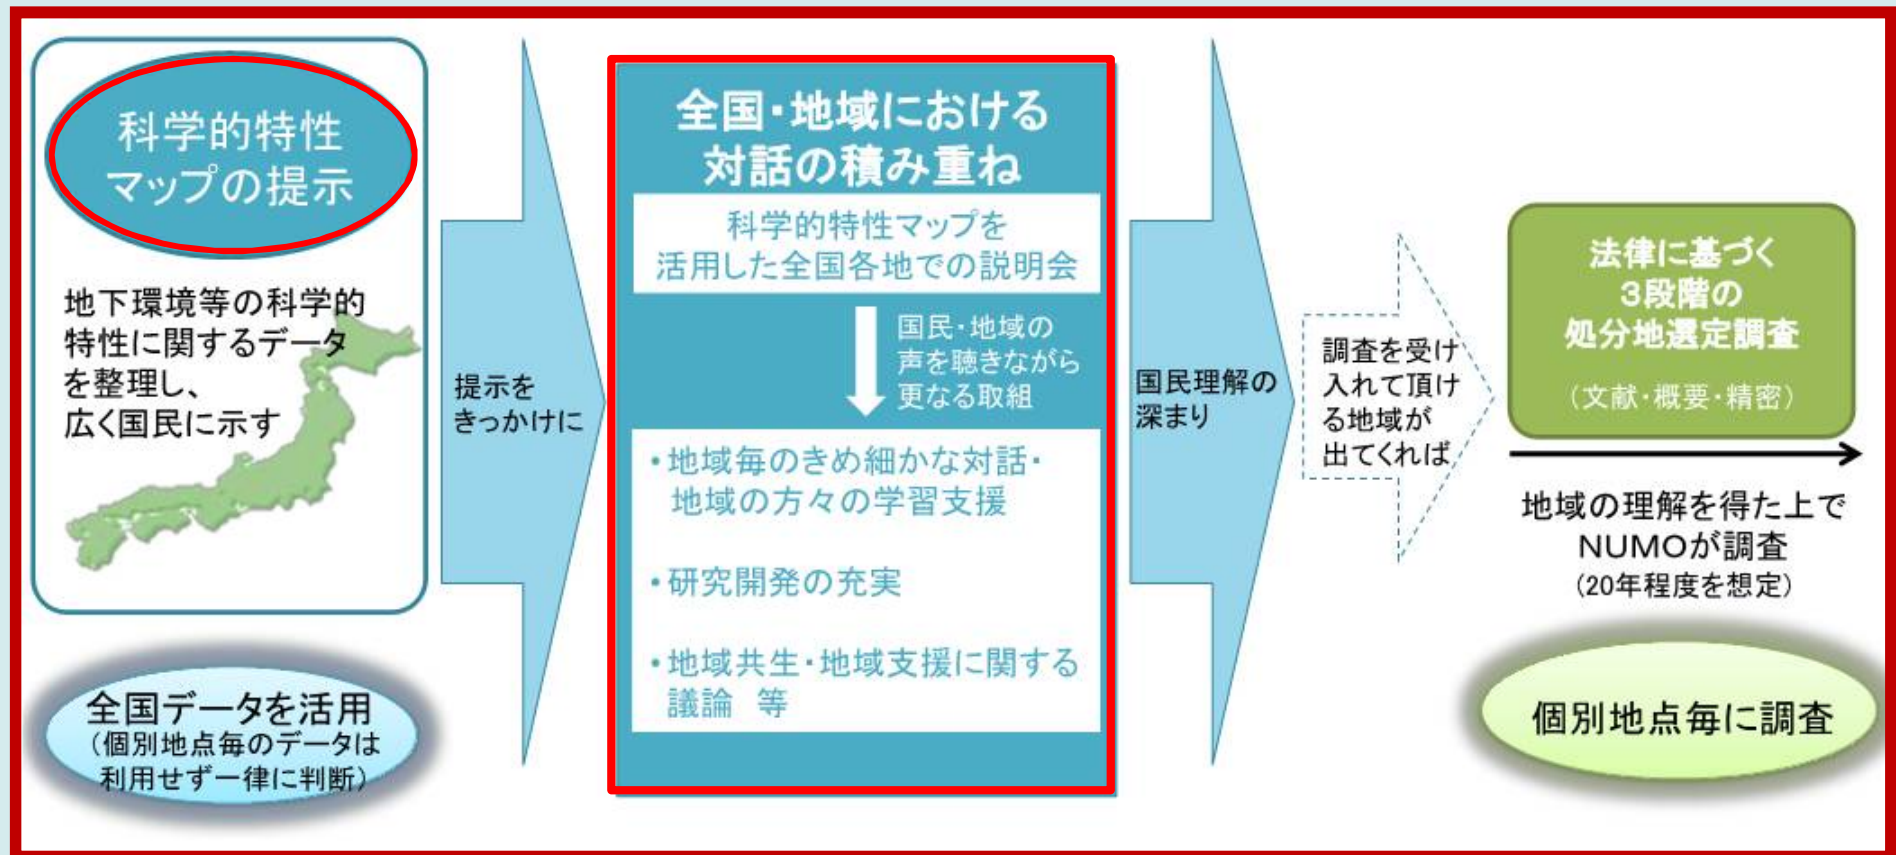 科学的特性
マップの提示
地下環境等の科学的
特性に関するデータ
を整理し、
広く国民に示す
全国データを活用
（個別地点毎のデータは
利用せず一律に判断）
提示を
きっかけに
全国・地域における
対話の積み重ね
科学的特性マップを
活用した全国各地での説明会
国民・地域の
声を聴きながら
更なる取組
・地域毎のきめ細かな対話・
地域の方々の学習支援
・研究開発の充実
・地域共生・地域支援に関する
議論　等
国民理解の
深まり
調査を受け
入れて頂け
る地域が
出てくれば
法律に基づく
３段階の
処分地選定調査
（文献・概要・精密）
地域の理解を得た上で
NUMOが調査
（20年程度を想定）
個別地点毎に調査